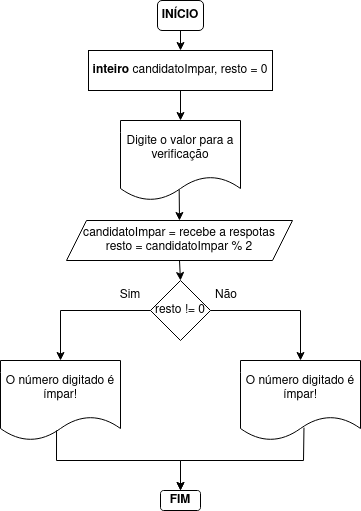 INÍCIO
inteiro candidatoImpar, resto = 0
Digite o valor para a
verificação
candidatoImpar = recebe a respotas
resto = candidatoImpar % 2
Sim
Não
resto != 0
O número digitado é
ímpar!
O número digitado é
ímpar!
FIM